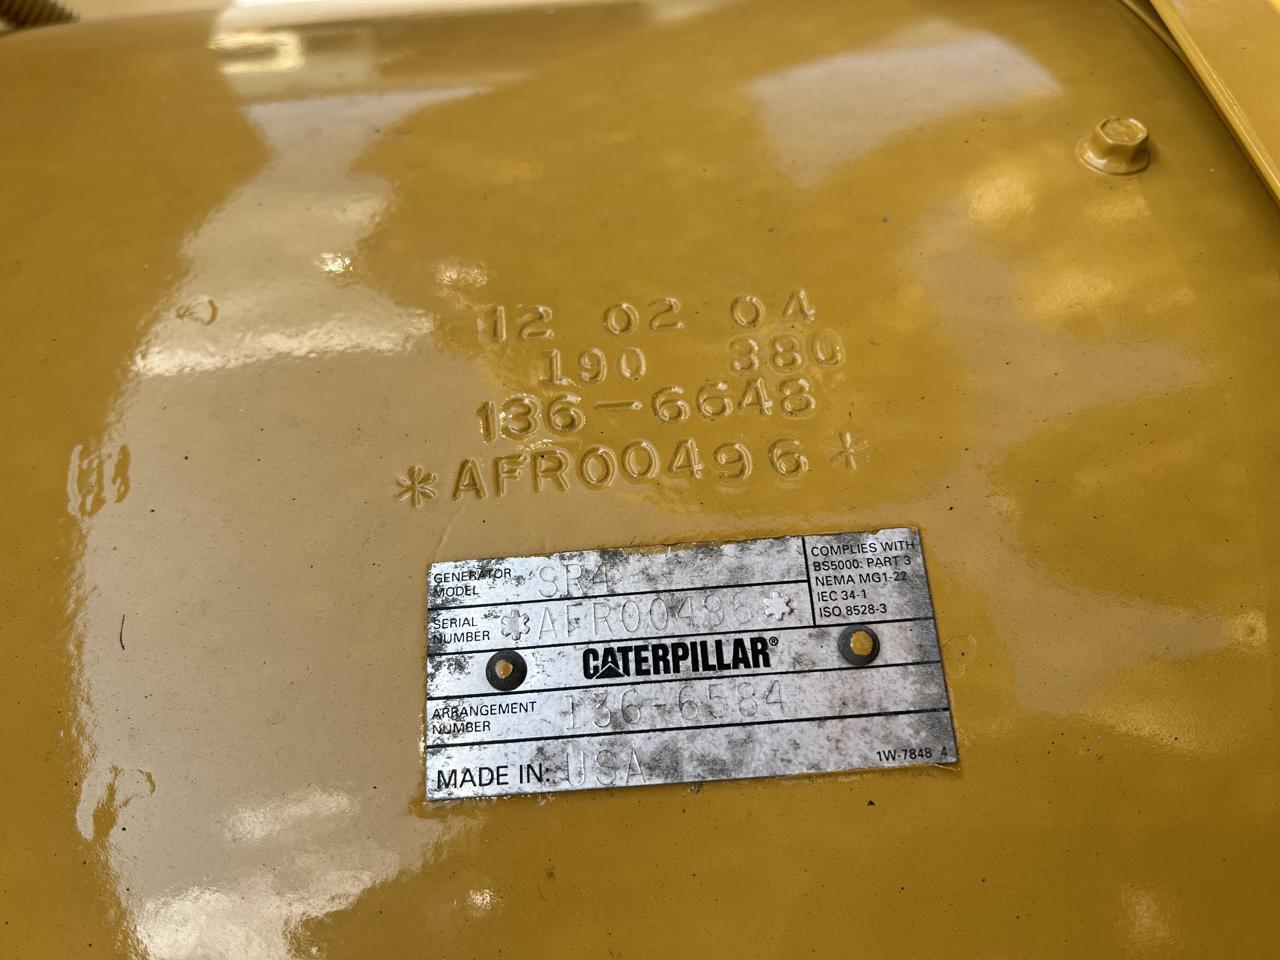 12 02 04
190 380
136-6648
*AFR00496*
GENERATOR MODEL SR4
SERIAL NUMBER *AFR00496*
COMPLIES WITH
BS5000: PART 3
NEMA MG1-22
IEC 34-1
ISO 8528-3
CATERPILLAR®
ARRANGEMENT NUMBER 136-6584
MADE IN: USA
1W-7848 4